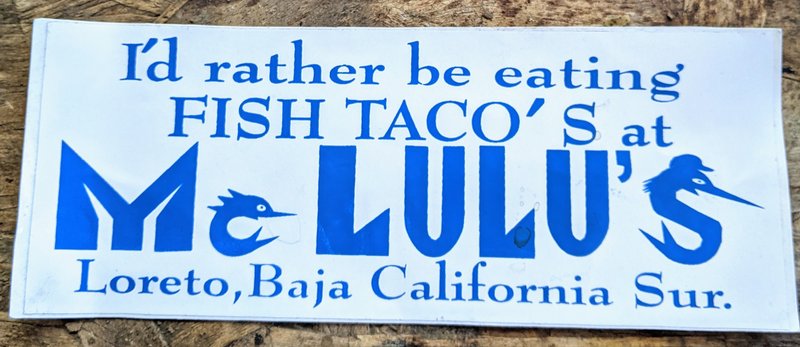 I'd rather be eating
FISH TACO'S at
McLULU'S
Loreto, Baja California Sur.